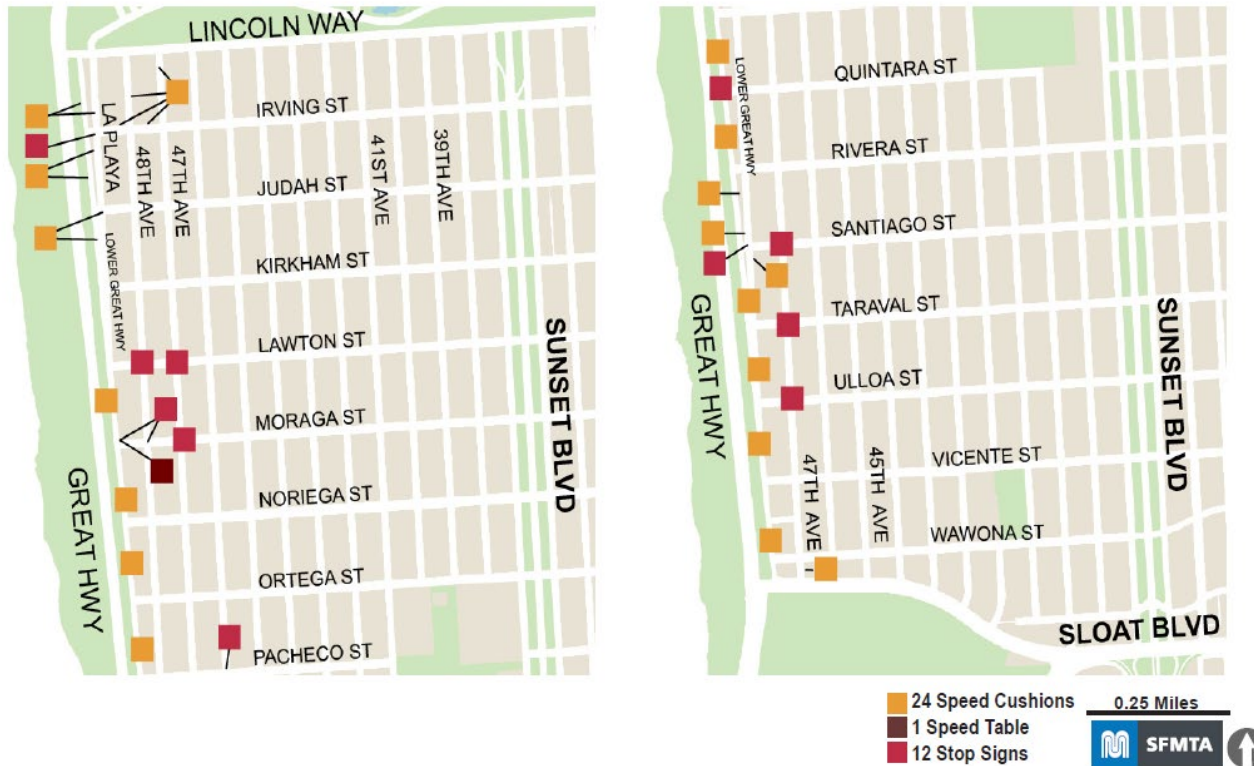 LINCOLN WAY
IRVING ST
LA PLAYA
48TH AVE
47TH AVE
41ST AVE
39TH AVE
JUDAH ST
LOWER GREAT HWY
KIRKHAM ST
LAWTON ST
SUNSET BLVD
MORAGA ST
GREAT HWY
NORIEGA ST
ORTEGA ST
PACHECO ST
QUINTARA ST
LOWER GREAT HWY
RIVERA ST
SANTIAGO ST
GREAT HWY
TARAVAL ST
SUNSET BLVD
ULLOA ST
47TH AVE
45TH AVE
VICENTE ST
WAWONA ST
SLOAT BLVD
24 Speed Cushions
1 Speed Table
12 Stop Signs
0.25 Miles
SFMTA